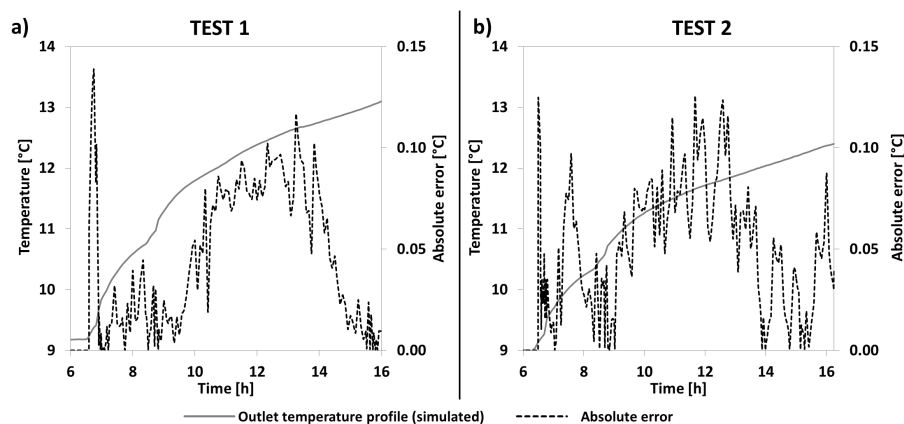 a)
TEST 1
Temperature [°C]
14
13
12
11
10
9
0.15
0.10
0.05
0.00
Absolute error [°C]
6 8 10 12 14 16
Time [h]
b)
TEST 2
Temperature [°C]
14
13
12
11
10
9
0.15
0.10
0.05
0.00
Absolute error [°C]
6 8 10 12 14 16
Time [h]
Outlet temperature profile (simulated) Absolute error